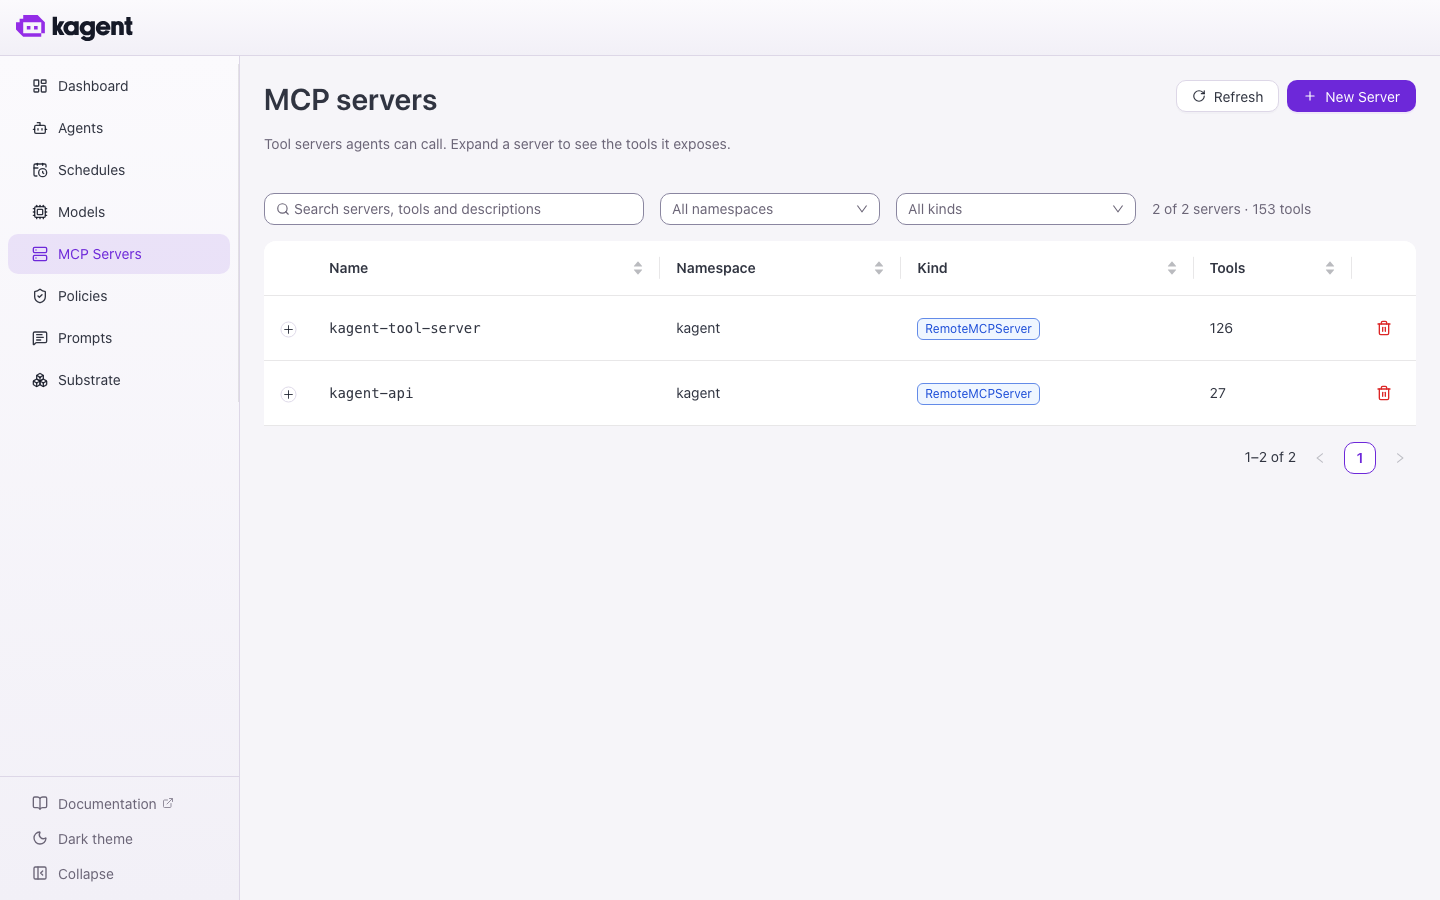 kagent
Dashboard
Agents
Schedules
Models
MCP Servers
Policies
Prompts
Substrate
Documentation
Dark theme
Collapse
MCP servers
Refresh
New Server
Tool servers agents can call. Expand a server to see the tools it exposes.
Search servers, tools and descriptions
All namespaces
All kinds
2 of 2 servers · 153 tools
Name Namespace Kind Tools
kagent-tool-server kagent RemoteMCPServer 126
kagent-api kagent RemoteMCPServer 27
1–2 of 2
1